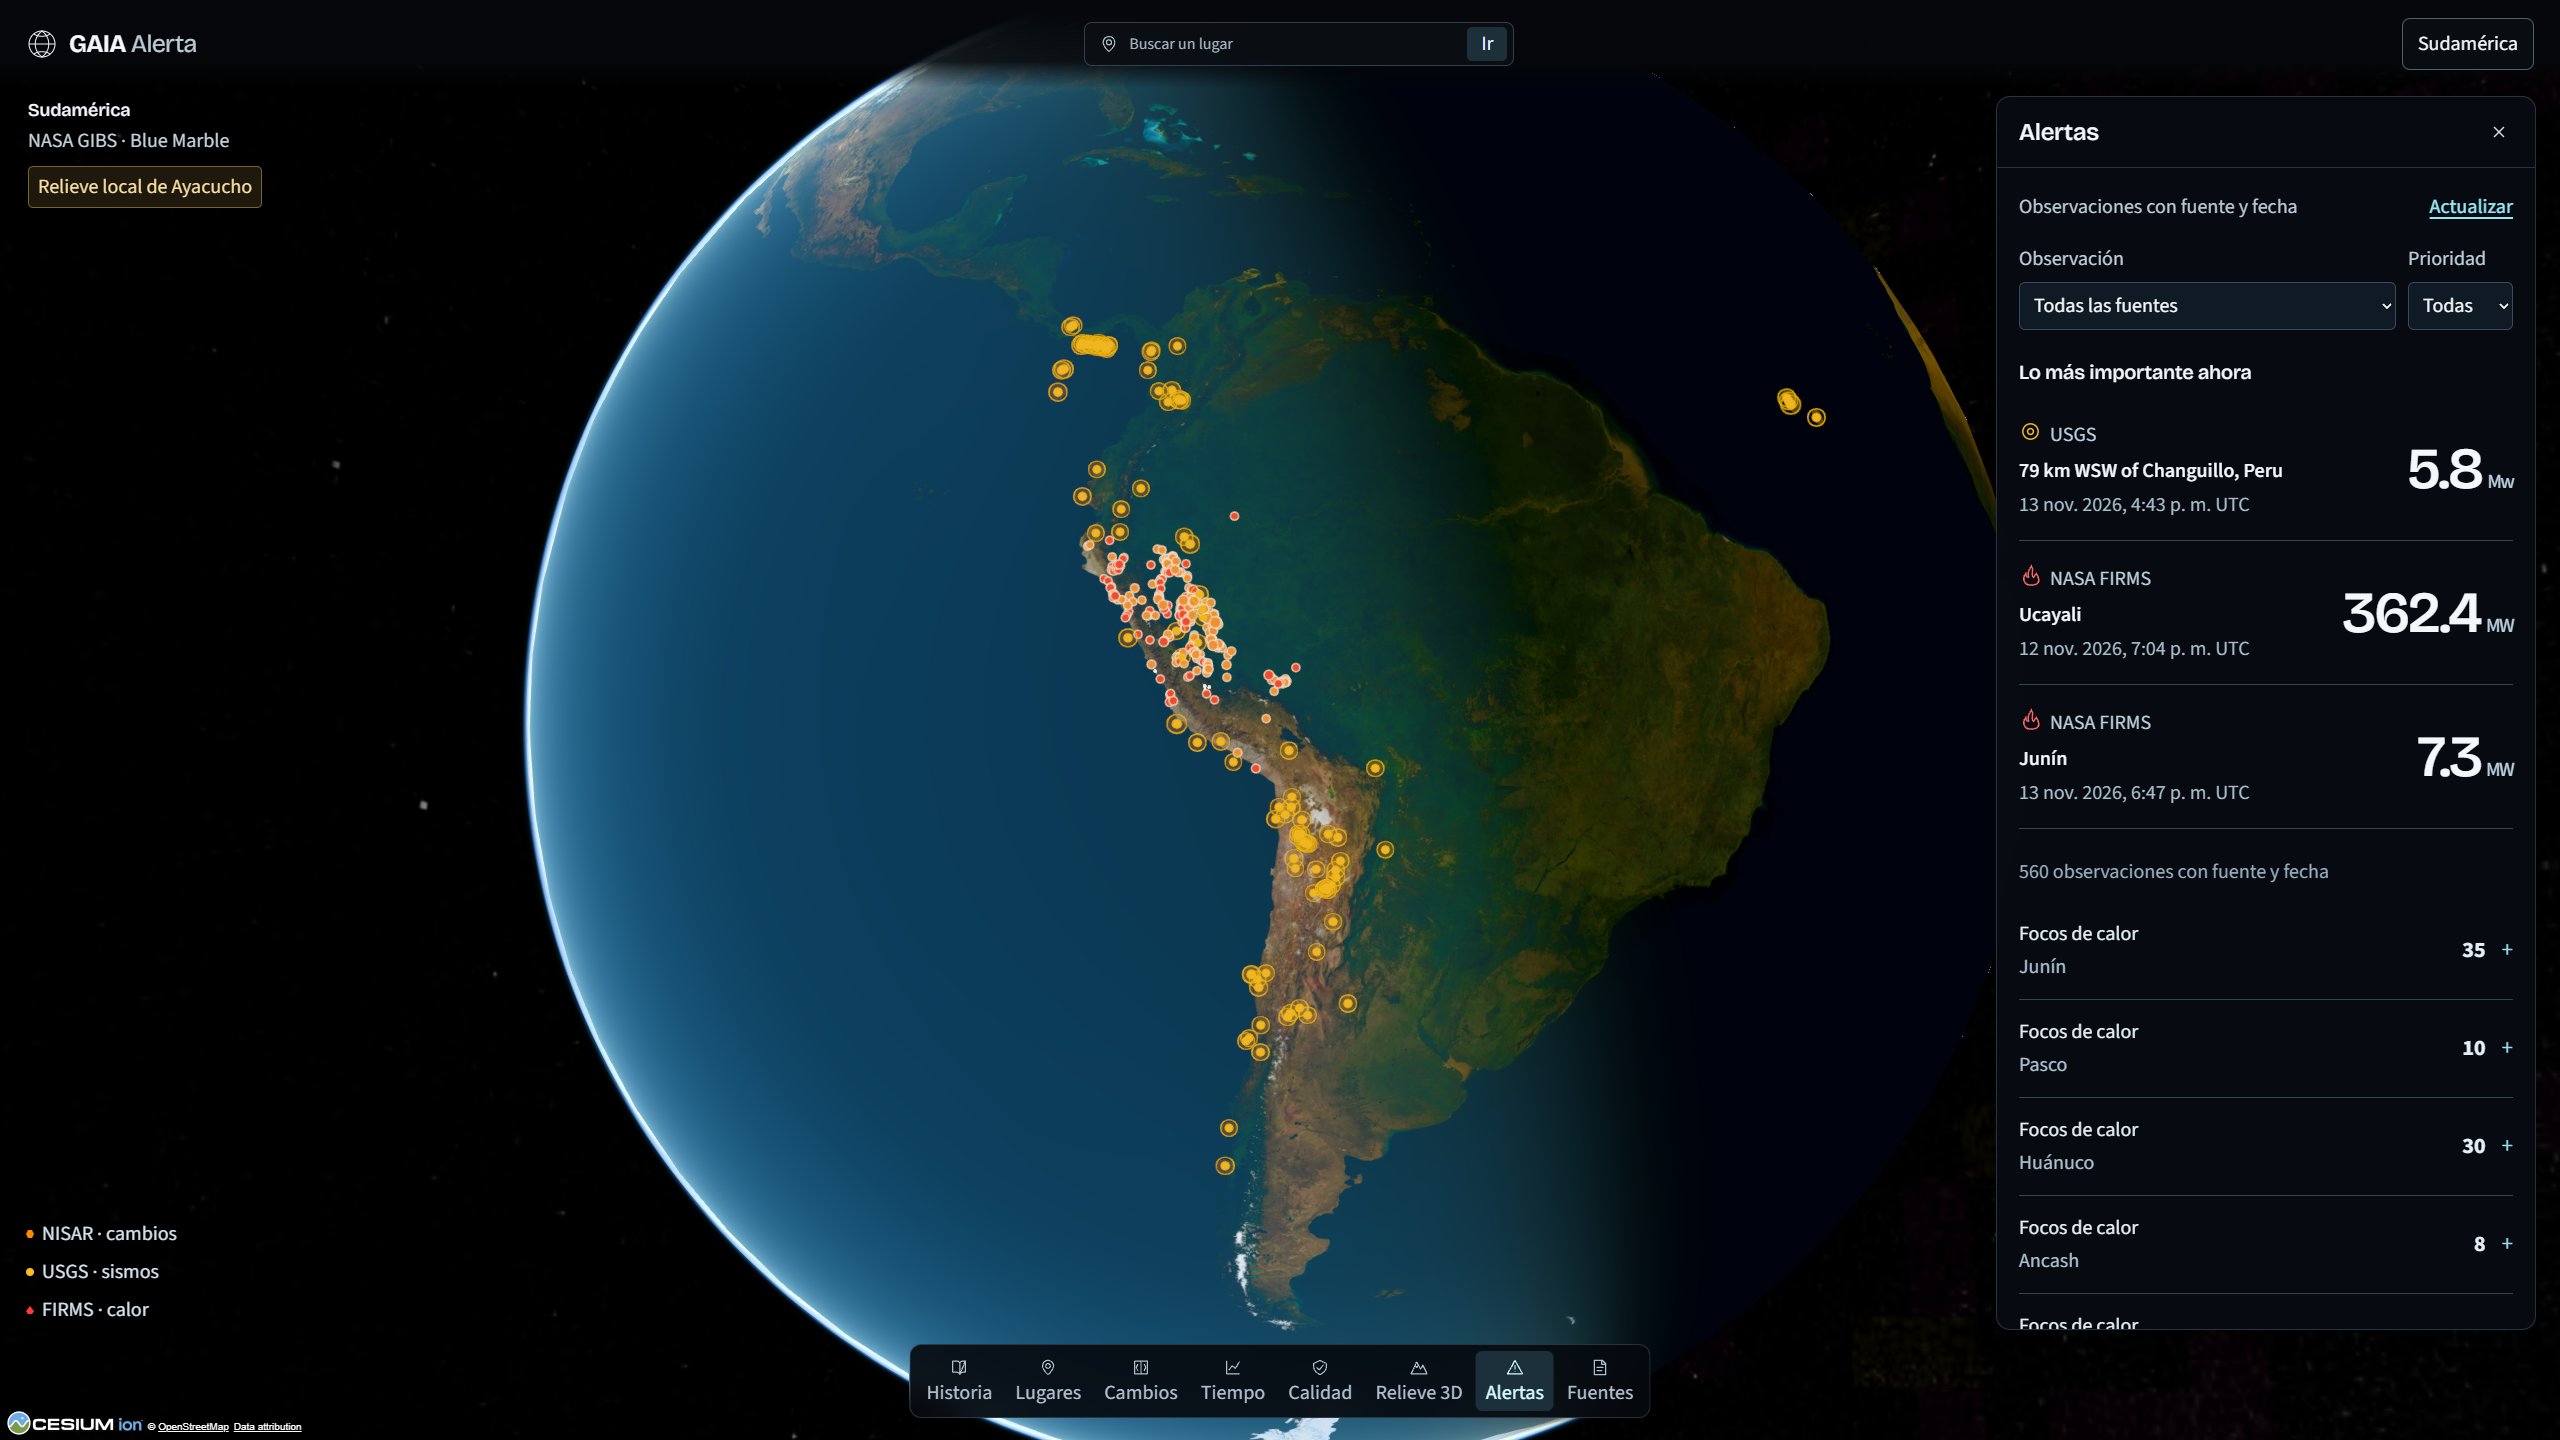 GAIA Alerta
Buscar un lugar
Ir
Sudamérica
Sudamérica
NASA GIBS · Blue Marble
Relieve local de Ayacucho
Alertas
Observaciones con fuente y fecha
Actualizar
Observación
Prioridad
Todas las fuentes
Todas
Lo más importante ahora
USGS
79 km WSW of Changuillo, Peru
13 nov. 2026, 4:43 p. m. UTC
5.8 Mw
NASA FIRMS
Ucayali
12 nov. 2026, 7:04 p. m. UTC
362.4 MW
NASA FIRMS
Junín
13 nov. 2026, 6:47 p. m. UTC
7.3 MW
560 observaciones con fuente y fecha
Focos de calor
Junín
35 +
Focos de calor
Pasco
10 +
Focos de calor
Huánuco
30 +
Focos de calor
Ancash
8 +
Focos de calor
NISAR · cambios
USGS · sismos
FIRMS · calor
Historia
Lugares
Cambios
Tiempo
Calidad
Relieve 3D
Alertas
Fuentes
CESIUM ion © OpenStreetMap Data attribution